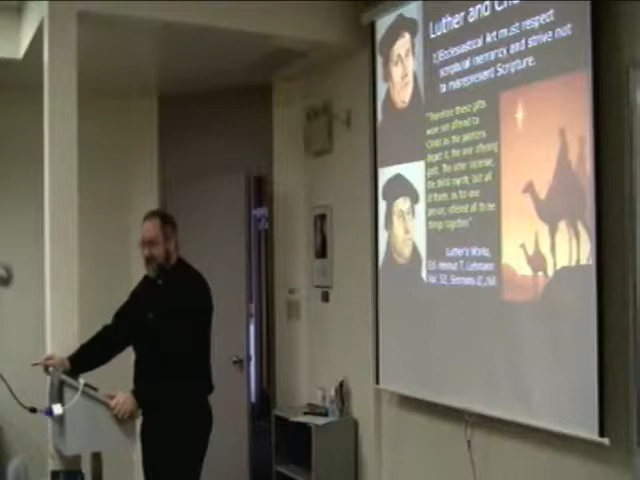 Luther and
1)Ecclesiastical Art must respect
scriptural inerrancy and strive not
to misrepresent Scripture.
"Therefore these gifts
were not offered to
Christ as the painters
depict it, the one offering
gold, the other incense,
the third myrrh, but all
of them, as for one
person, offered all three
things together."
Luther's Works,
Ed. Helmut T. Lehmann
Vol. 52, Sermons